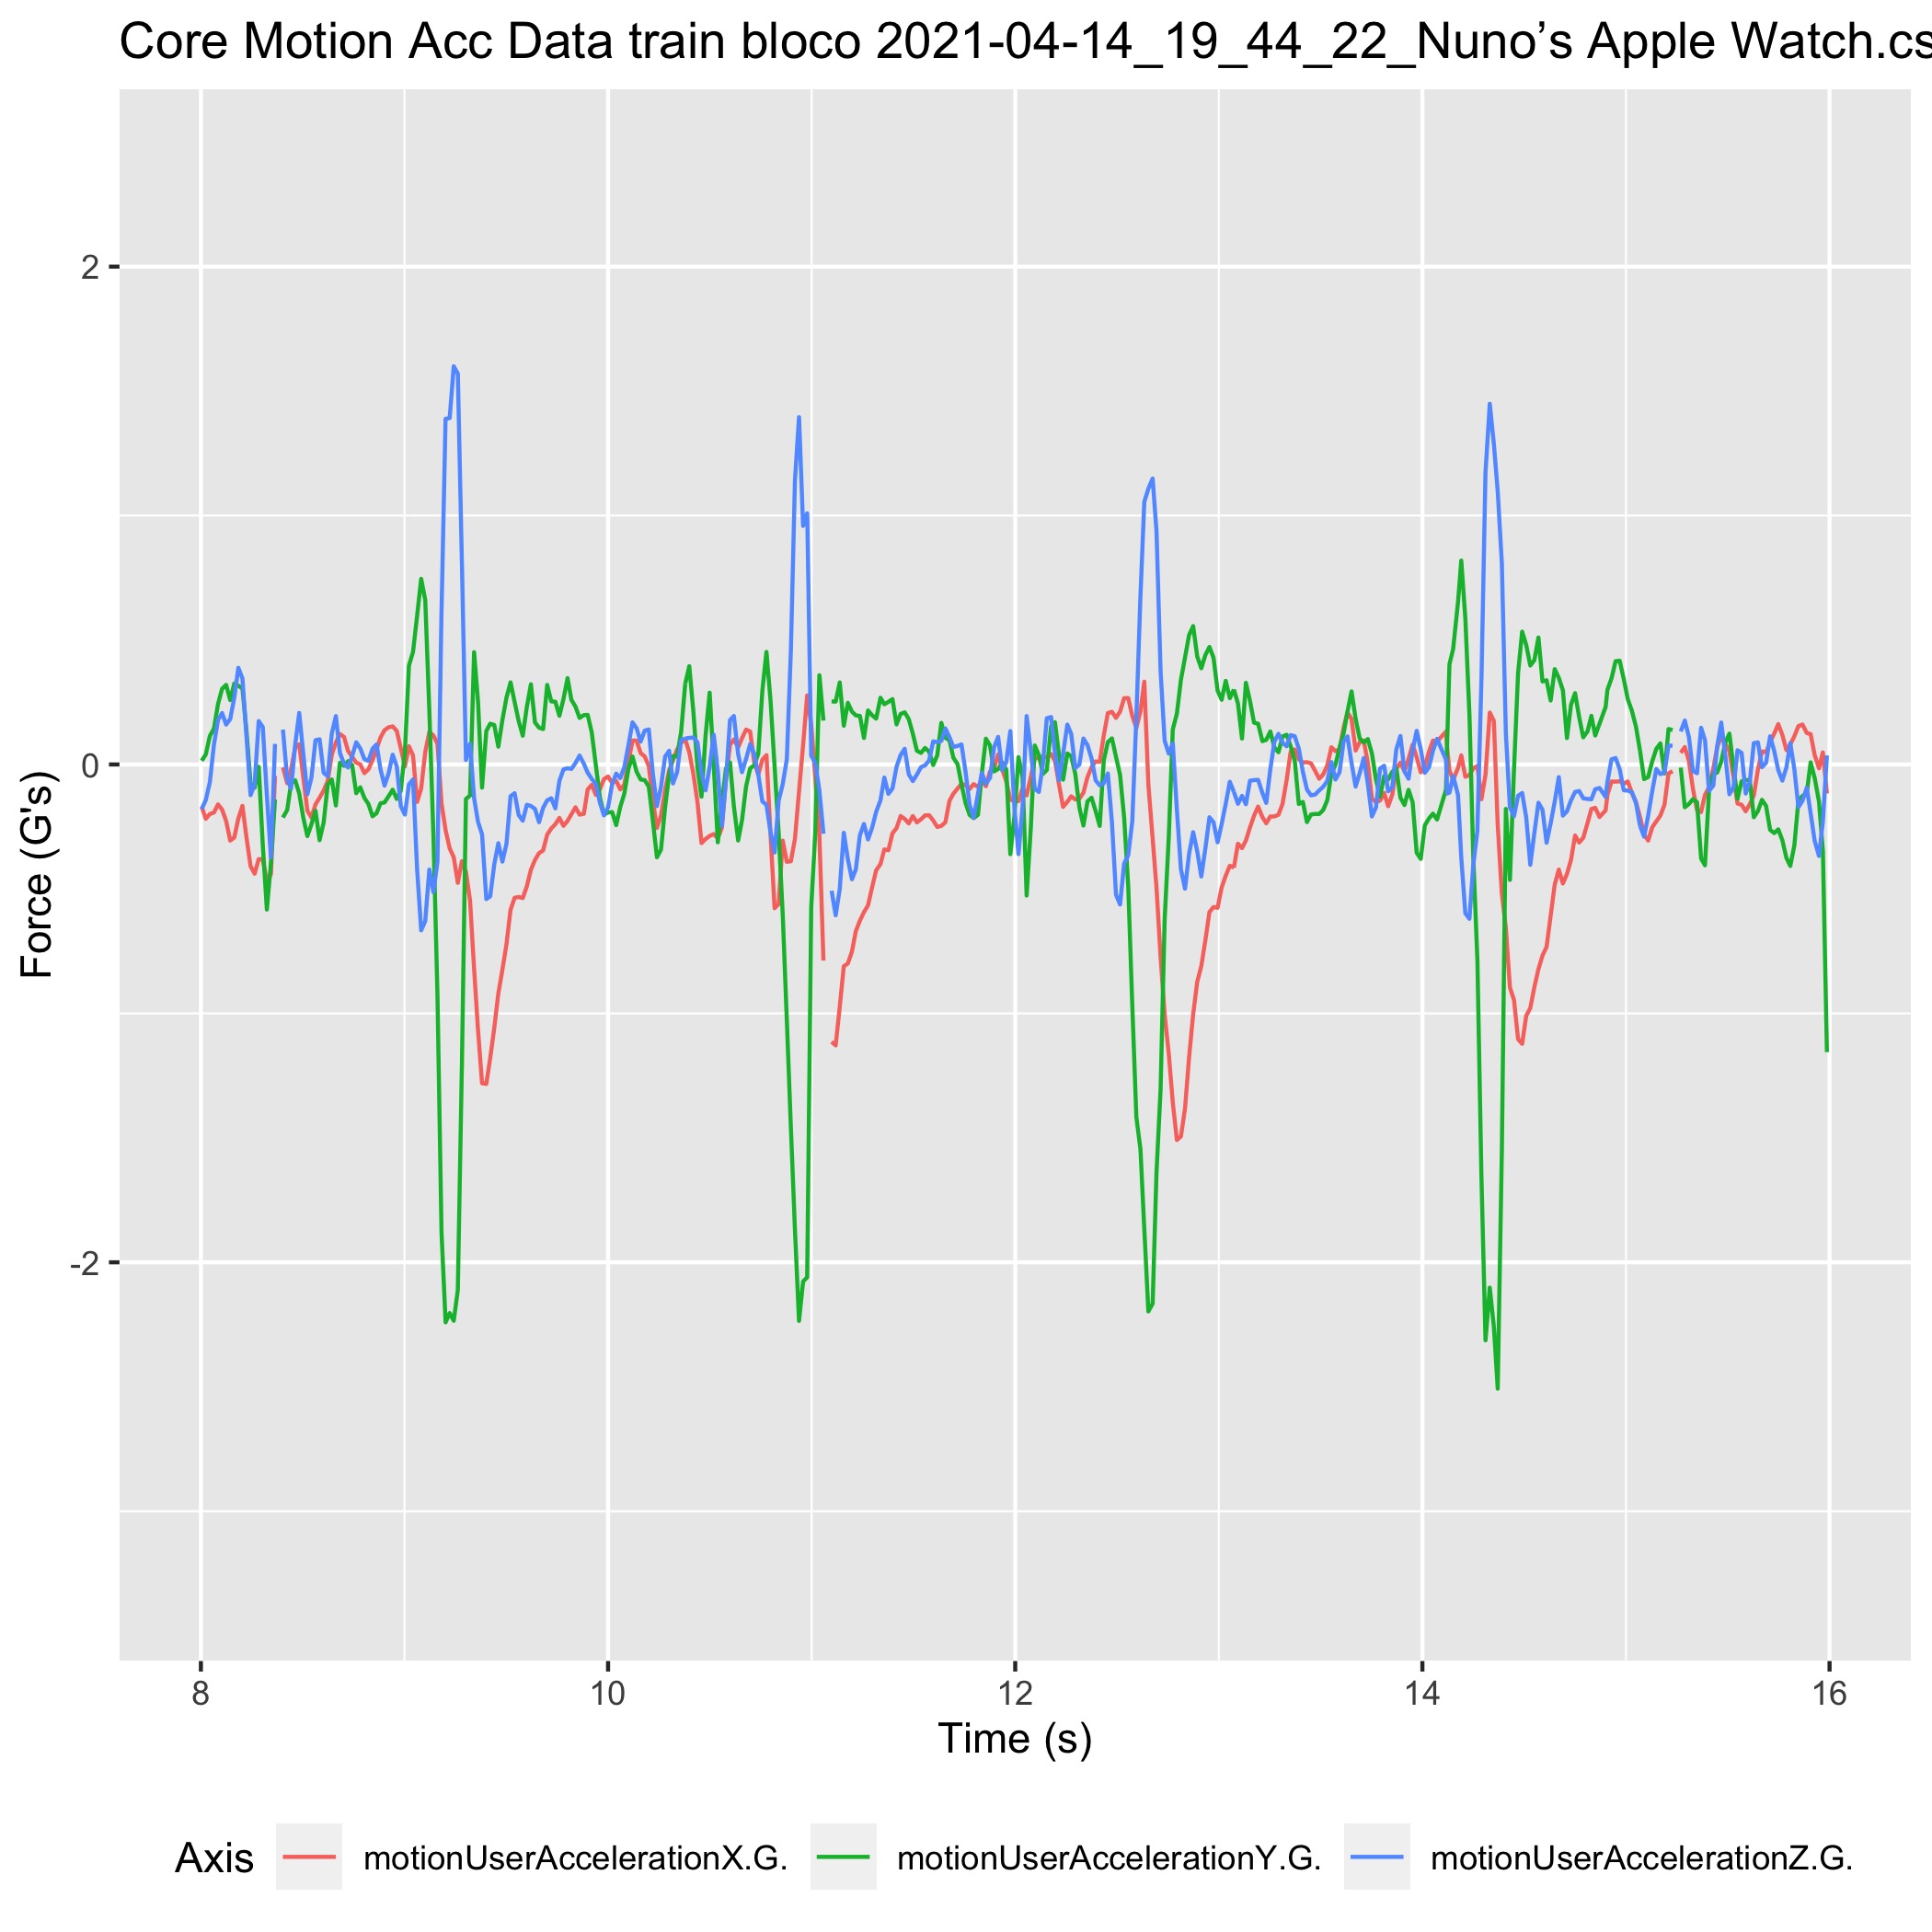 Core Motion Acc Data train bloco 2021-04-14_19_44_22_Nuno’s Apple Watch.cs
2
0
-2
Force (G's)
8 10 12 14 16
Time (s)
Axis motionUserAccelerationX.G. motionUserAccelerationY.G. motionUserAccelerationZ.G.